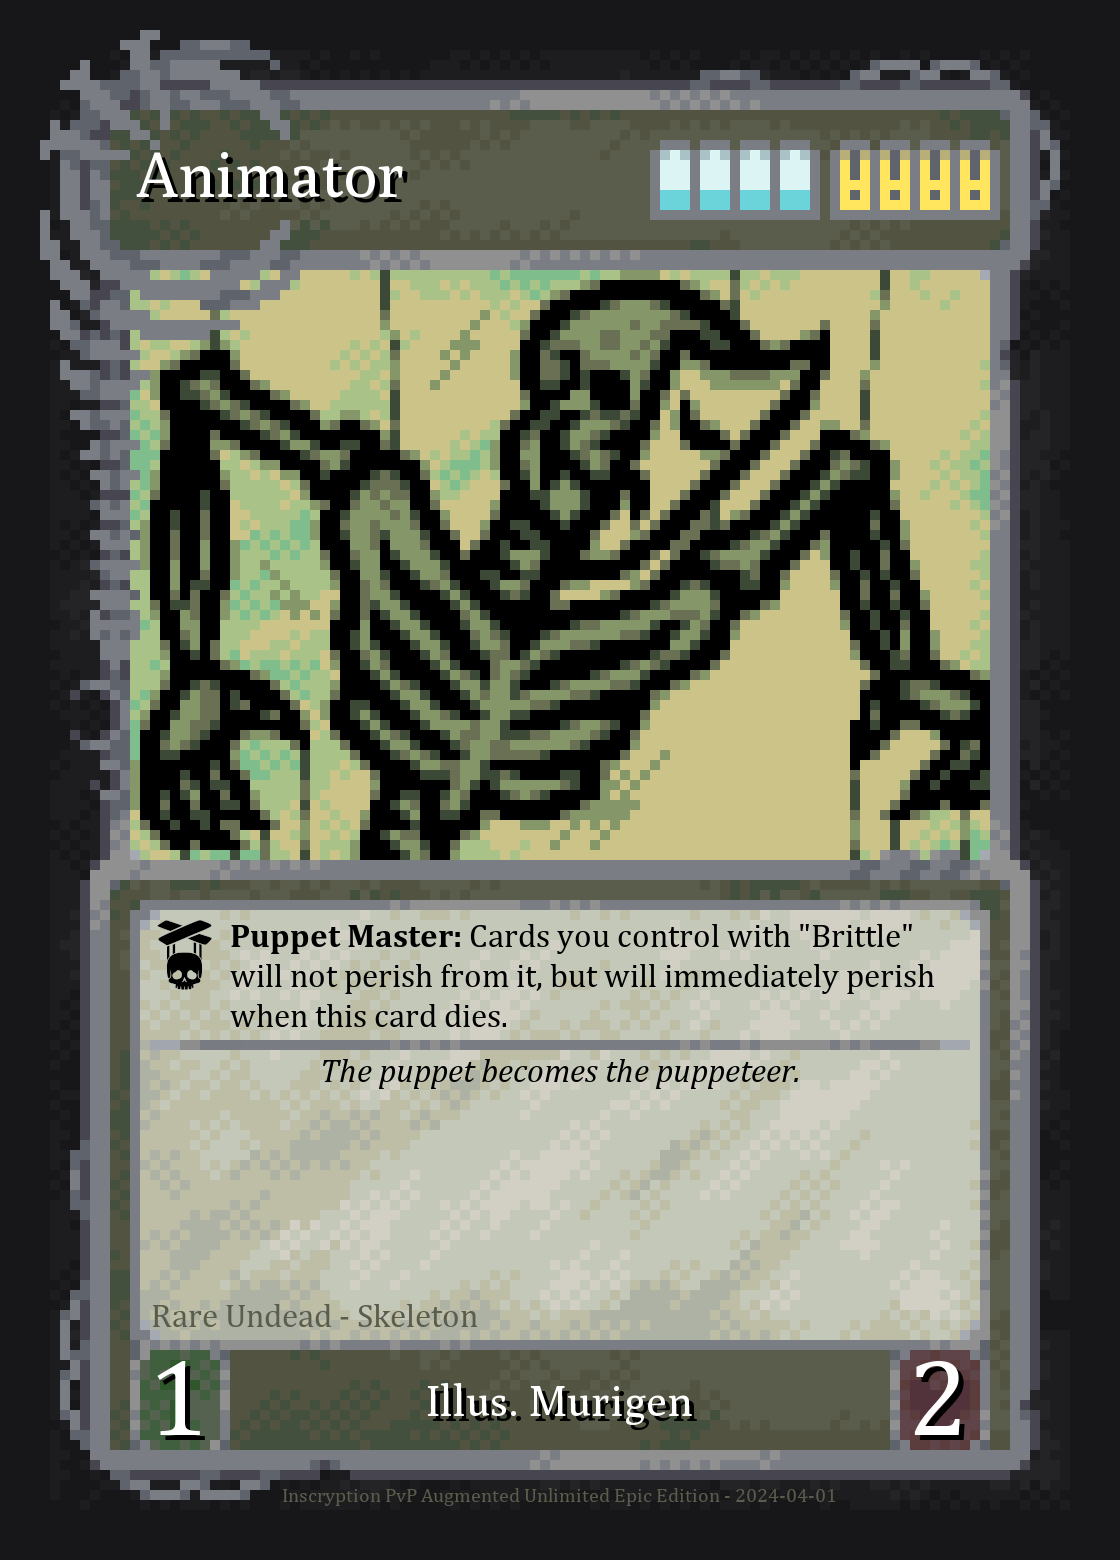 Animator
Puppet Master: Cards you control with "Brittle"
will not perish from it, but will immediately perish
when this card dies.
The puppet becomes the puppeteer.
Rare Undead - Skeleton
1
Illus. Murigen
2
Inscryption PvP Augmented Unlimited Epic Edition - 2024-04-01